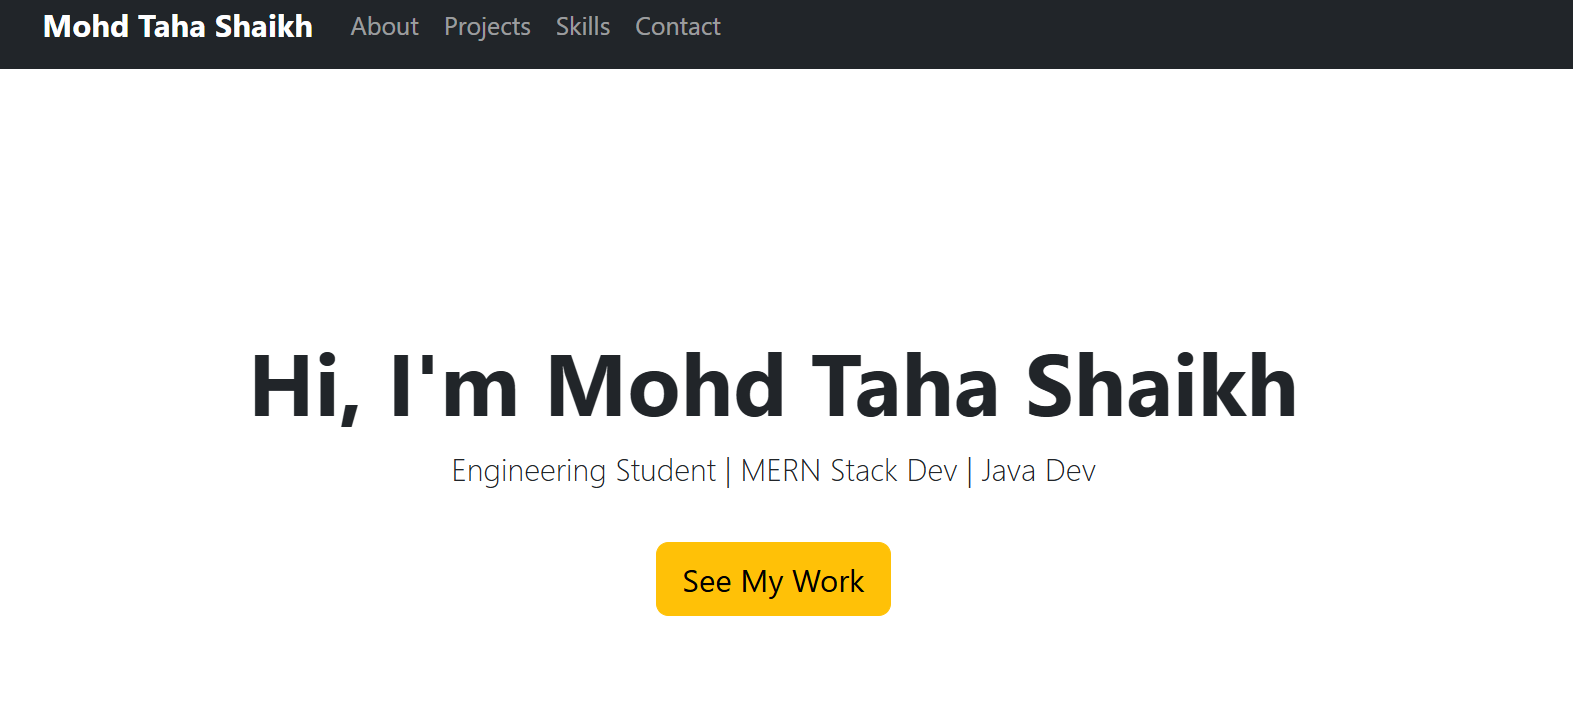 Mohd Taha Shaikh About Projects Skills Contact
Hi, I'm Mohd Taha Shaikh
Engineering Student | MERN Stack Dev | Java Dev
See My Work